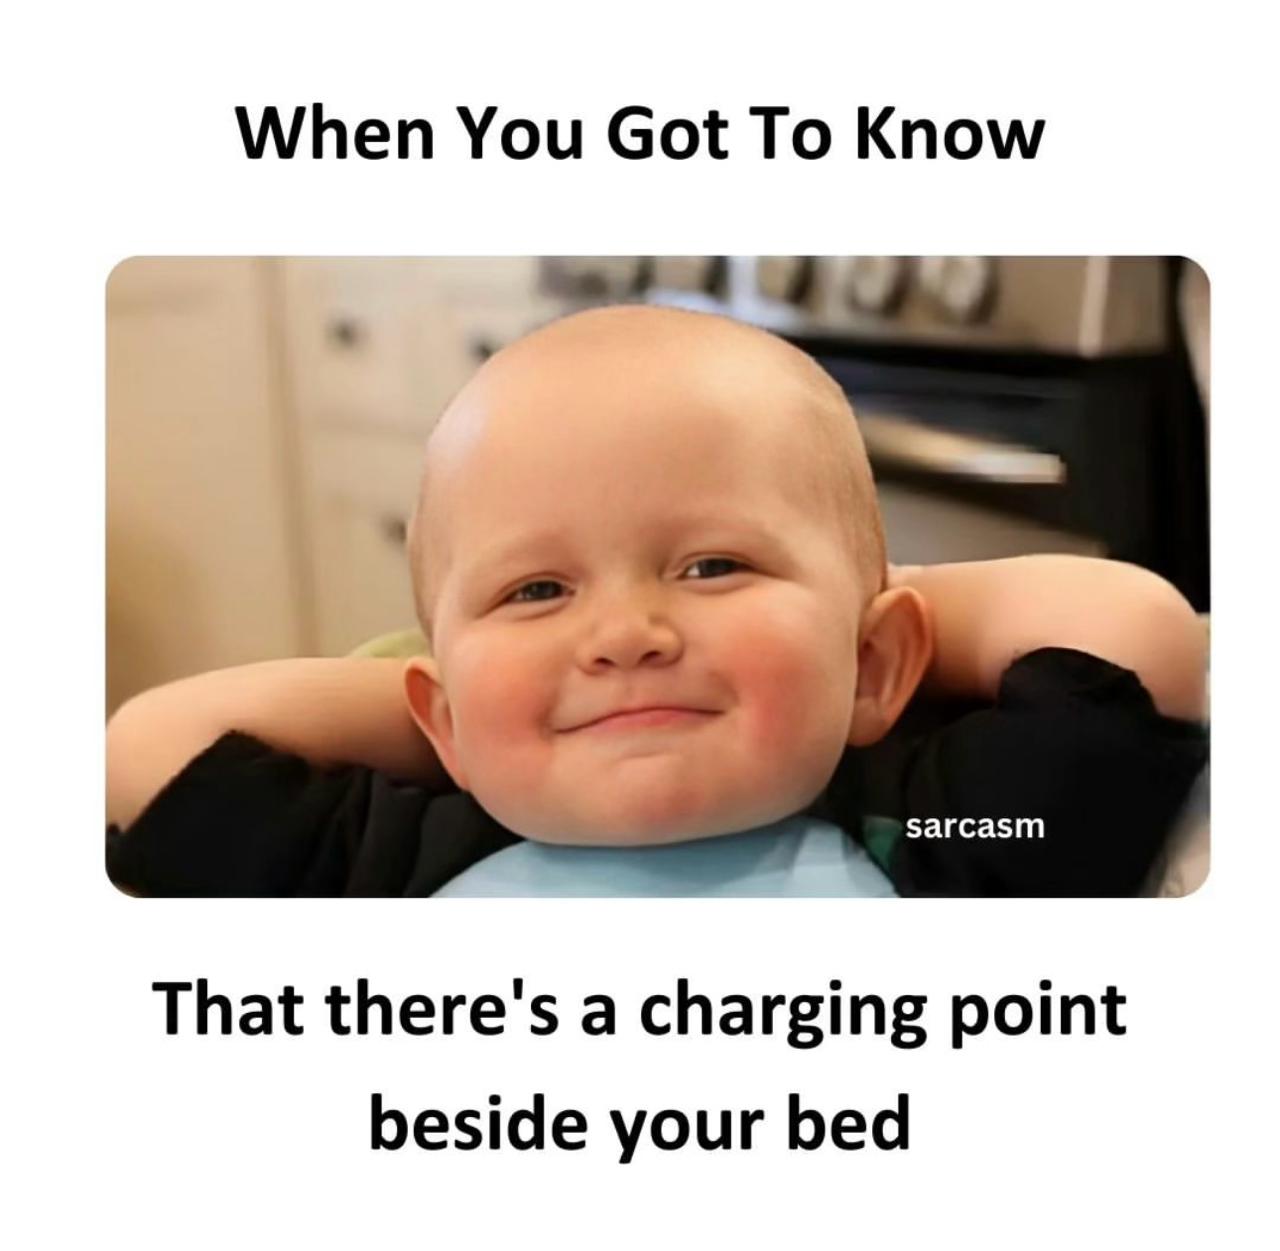 When You Got To Know
sarcasm
That there's a charging point
beside your bed